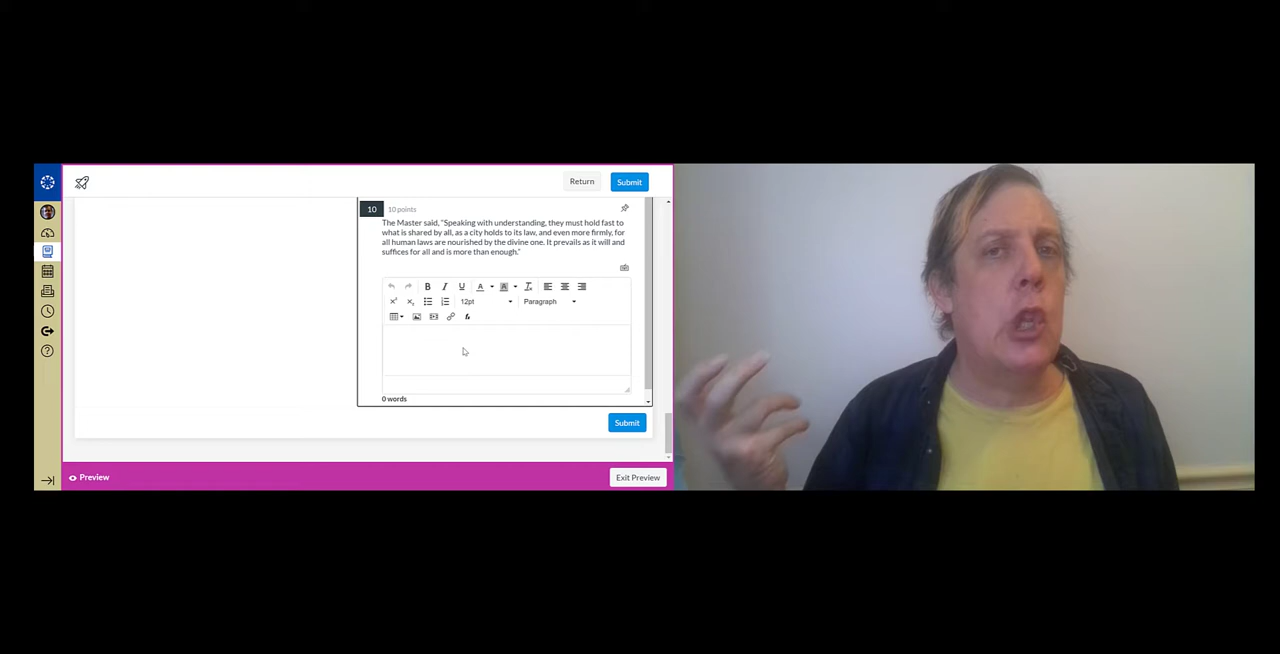 Return
Submit
10
10 points
The Master said, "Speaking with understanding, they must hold fast to
what is shared by all, as a city holds to its law, and even more firmly, for
all human laws are nourished by the divine one. It prevails as it will and
suffices for all and is more than enough."
12pt
Paragraph
0 words
Submit
Preview
Exit Preview